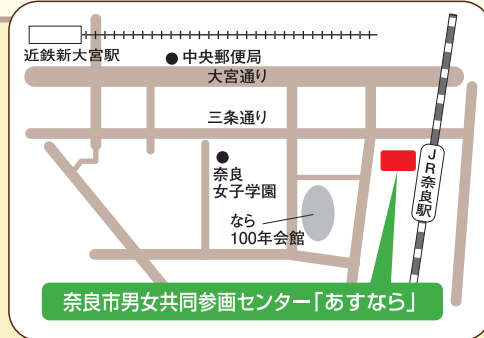 近鉄新大宮駅
中央郵便局
大宮通り
三条通り
奈良
女子学園
なら
100年会館
JR奈良駅
奈良市男女共同参画センター「あすなら」